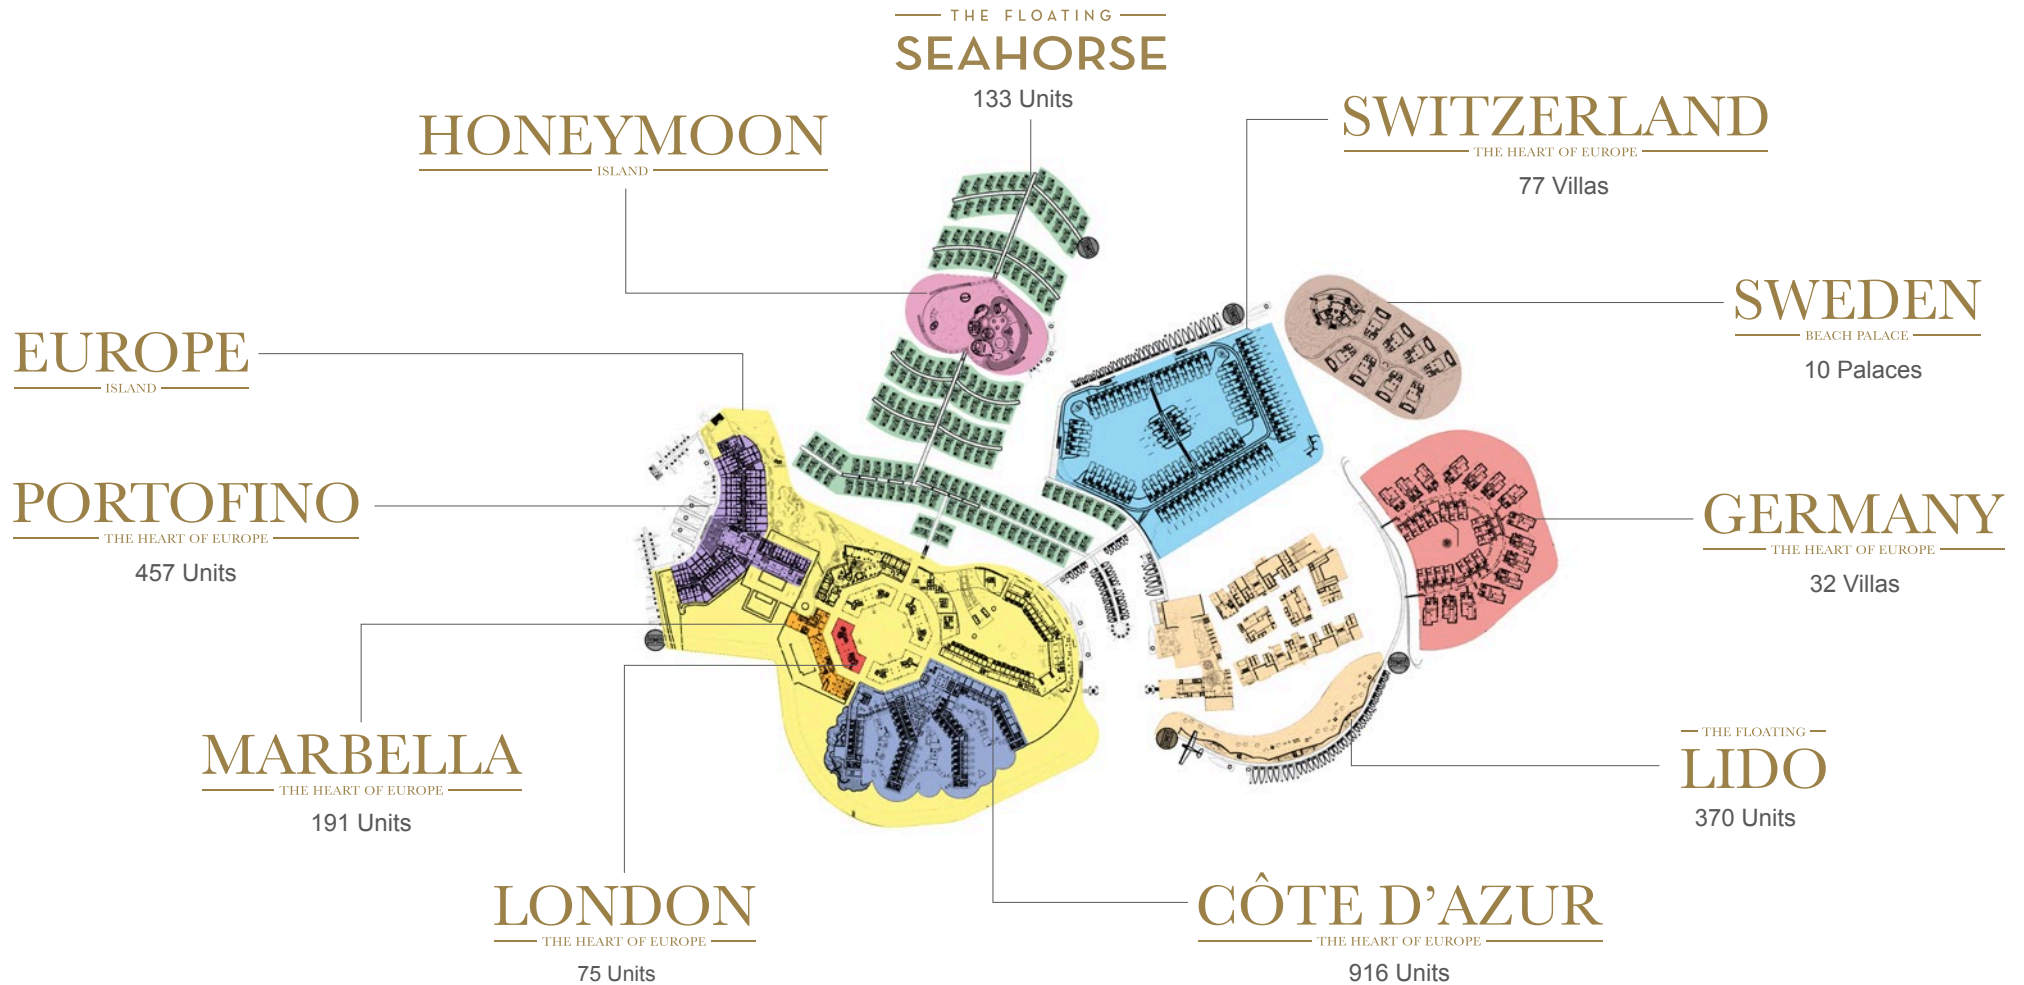 THE FLOATING
SEAHORSE
133 Units
HONEYMOON
ISLAND
SWITZERLAND
THE HEART OF EUROPE
77 Villas
SWEDEN
BEACH PALACE
10 Palaces
EUROPE
ISLAND
PORTOFINO
THE HEART OF EUROPE
457 Units
GERMANY
THE HEART OF EUROPE
32 Villas
MARBELLA
THE HEART OF EUROPE
191 Units
THE FLOATING
LIDO
370 Units
LONDON
THE HEART OF EUROPE
75 Units
CÔTE D’AZUR
THE HEART OF EUROPE
916 Units